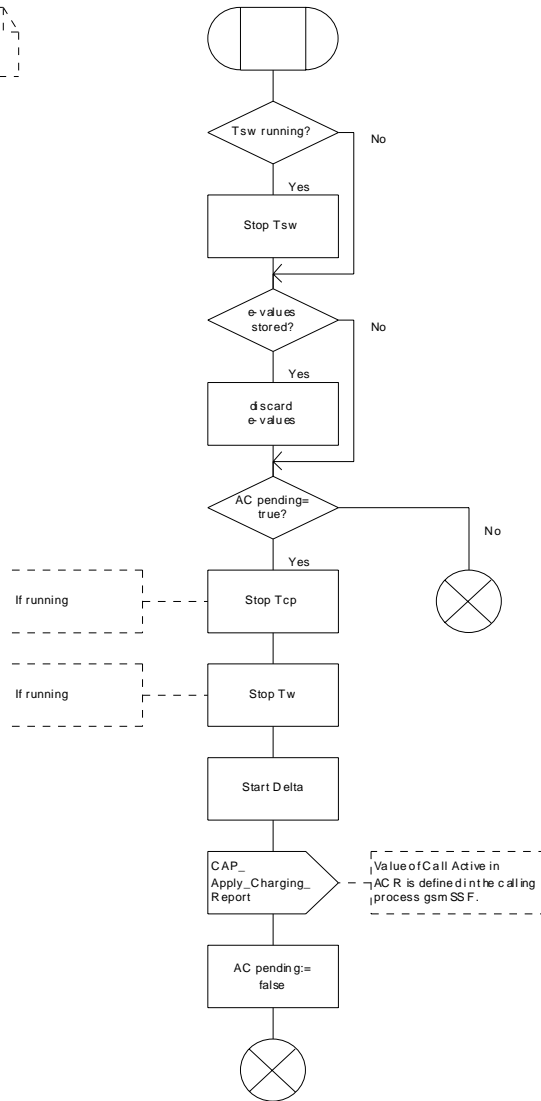 Tsw running?
No
Yes
Stop Tsw
e-values
stored?
No
Yes
discard
e-values
AC pending=
true?
No
Yes
If running
Stop Tcp
If running
Stop Tw
Start Delta
CAP_
Apply_Charging_
Report
Value of Call Active in
ACR is defined in the calling
process gsmSSF.
AC pending:=
false